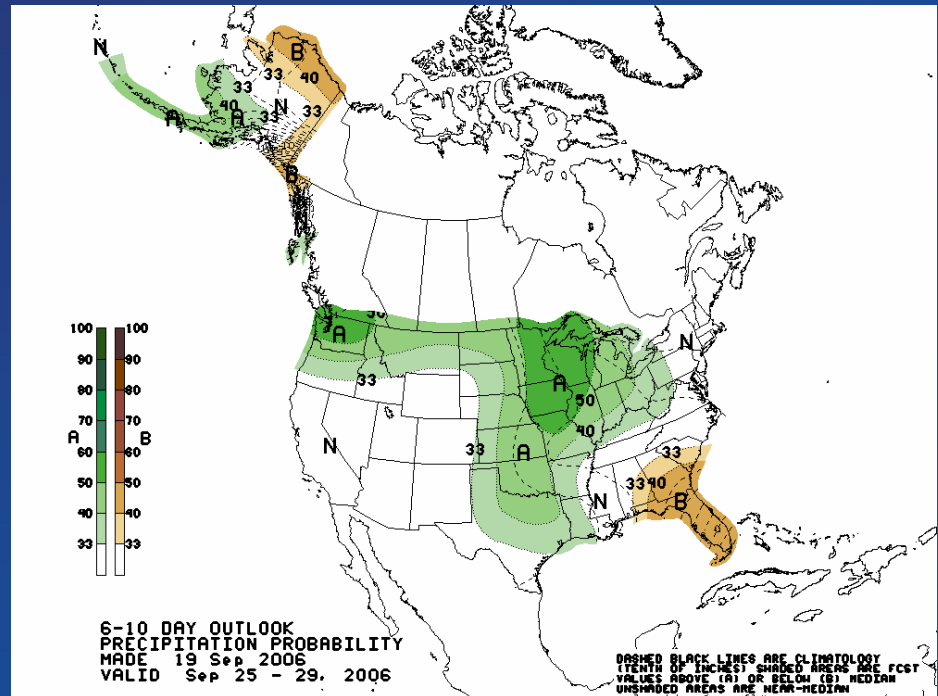 N
B
33
33
40
40
33
N
33
A
A
B
N
50
A
N
33
A
50
40
N
33
A
33
33 40
N
B
100 100
90 90
80 80
70 70
A B
60 60
50 50
40 40
33 33
6-10 DAY OUTLOOK
PRECIPITATION PROBABILITY
MADE 19 Sep 2006
VALID Sep 25 - 29, 2006
DASHED BLACK LINES ARE CLIMATOLOGY
(TENTH OF INCHES) SHADED AREAS ARE FCST
VALUES ABOVE (A) OR BELOW (B) MEDIAN
UNSHADED AREAS ARE NEAR-MEDIAN